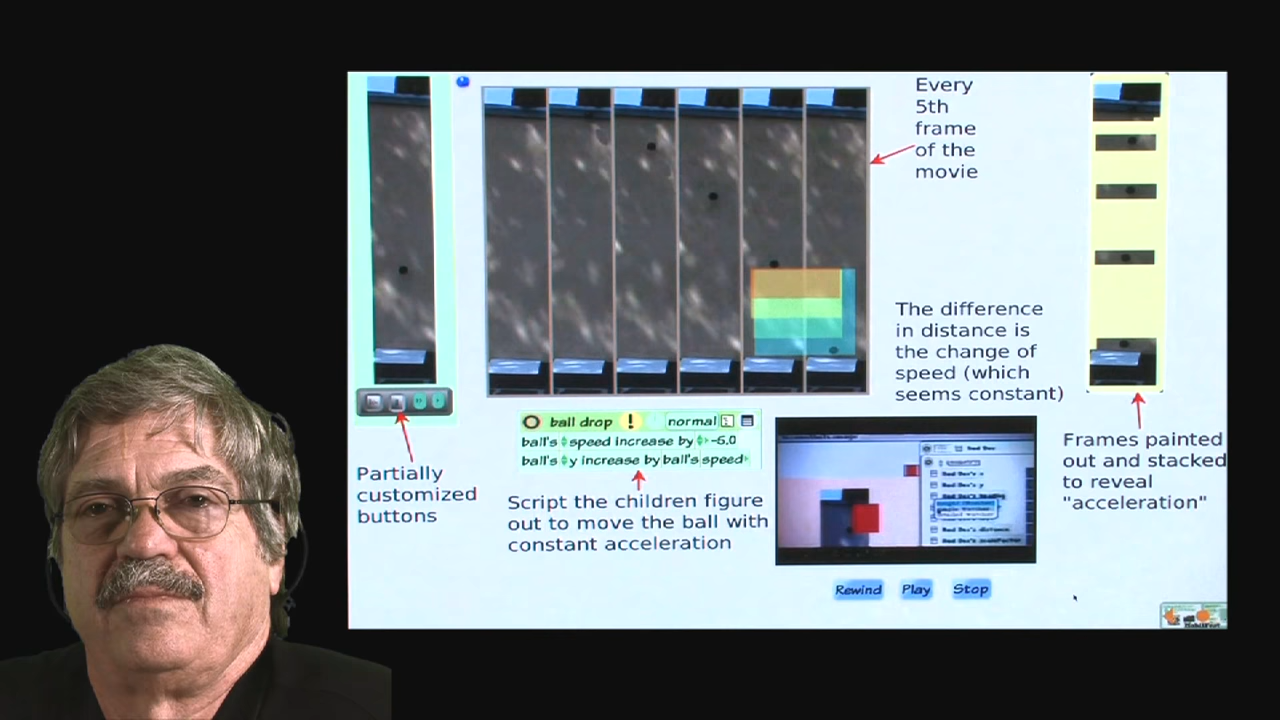 Every
5th
frame
of the
movie
The difference
in distance is
the change of
speed (which
seems constant)
ball drop ! normal
ball's speed increase by -6.0
ball's y increase by ball's speed
Partially
customized
buttons
Script the children figure
out to move the ball with
constant acceleration
Frames painted
out and stacked
to reveal
"acceleration"
Rewind Play Stop